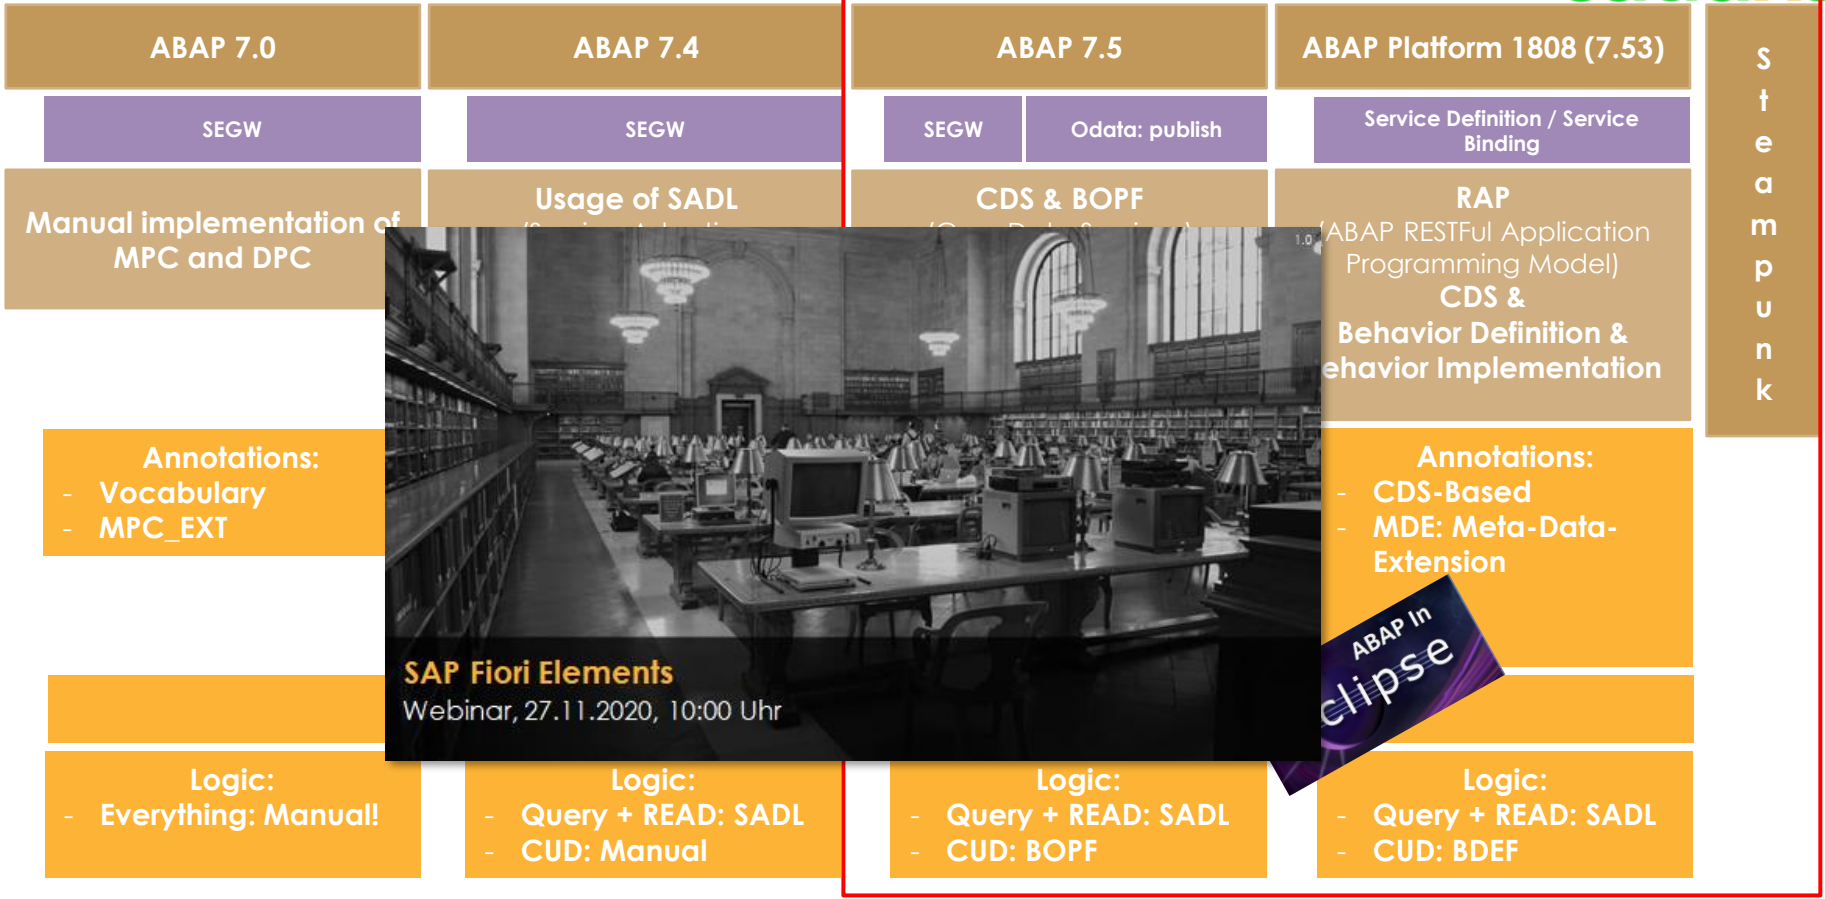 ABAP 7.0
ABAP 7.4
ABAP 7.5
ABAP Platform 1808 (7.53)
Steampunk
SEGW
SEGW
SEGW
Odata: publish
Service Definition / Service
Binding
Manual implementation of
MPC and DPC
Usage of SADL
CDS & BOPF
RAP
(ABAP RESTFul Application
Programming Model)
CDS &
Behavior Definition &
Implementation
1.0
Annotations:
- Vocabulary
- MPC_EXT
Annotations:
- CDS-Based
- MDE: Meta-Data-
Extension
ABAP In
clipse
SAP Fiori Elements
Webinar, 27.11.2020, 10:00 Uhr
Logic:
- Everything: Manual!
Logic:
- Query + READ: SADL
- CUD: Manual
Logic:
- Query + READ: SADL
- CUD: BOPF
Logic:
- Query + READ: SADL
- CUD: BDEF